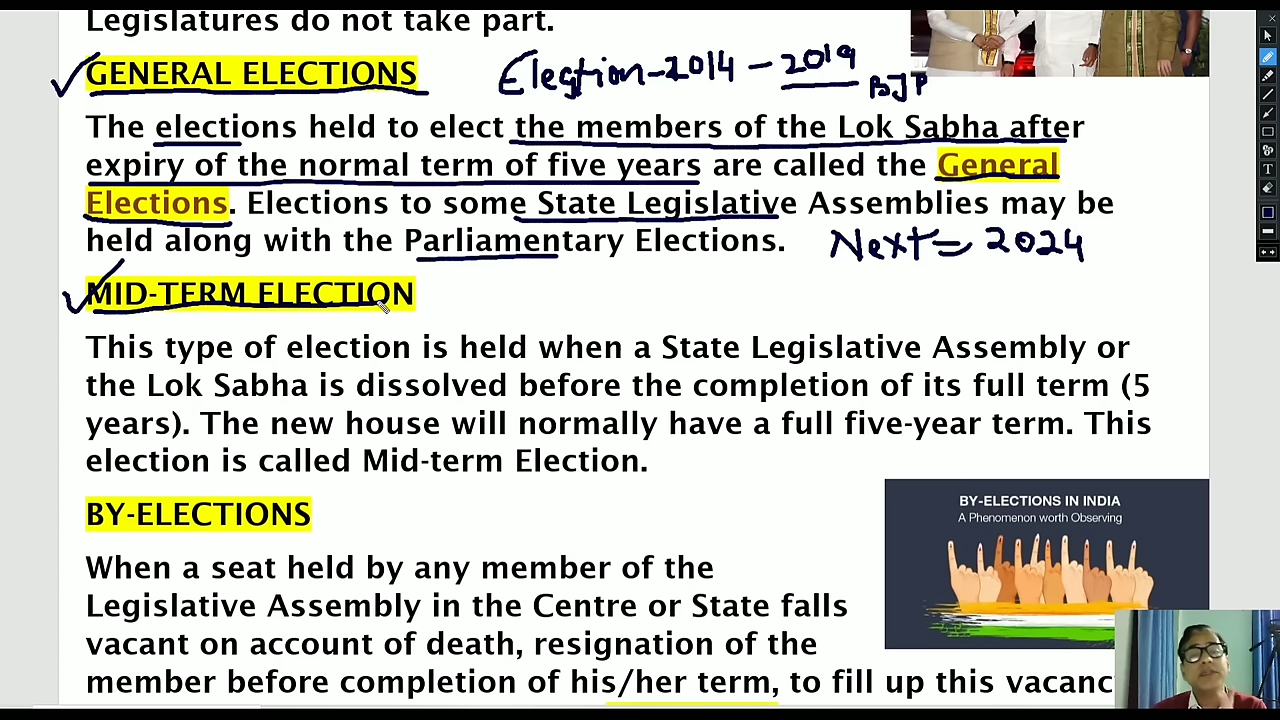 Legislatures do not take part.
GENERAL ELECTIONS Election-2014 - 2019
BJP
The elections held to elect the members of the Lok Sabha after
expiry of the normal term of five years are called the General
Elections. Elections to some State Legislative Assemblies may be
held along with the Parliamentary Elections. Next = 2024
MID-TERM ELECTION
This type of election is held when a State Legislative Assembly or
the Lok Sabha is dissolved before the completion of its full term (5
years). The new house will normally have a full five-year term. This
election is called Mid-term Election.
BY-ELECTIONS
BY-ELECTIONS IN INDIA
A Phenomenon worth Observing
When a seat held by any member of the
Legislative Assembly in the Centre or State falls
vacant on account of death, resignation of the
member before completion of his/her term, to fill up this vacanc
T